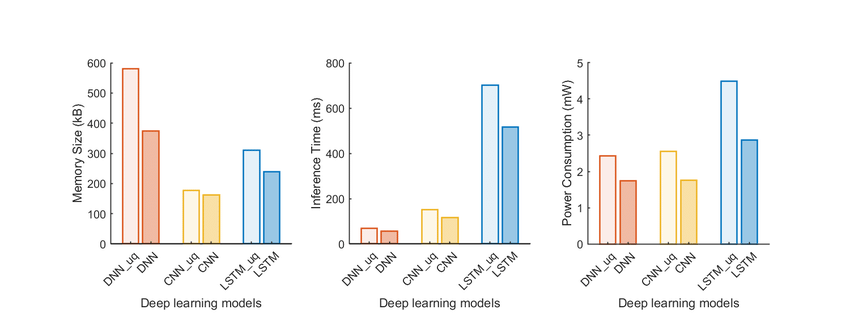 Memory Size (kB)
600
500
400
300
200
100
0
DNN_uq
DNN
CNN_uq
CNN
LSTM_uq
LSTM
Deep learning models
Inference Time (ms)
800
600
400
200
0
DNN_uq
DNN
CNN_uq
CNN
LSTM_uq
LSTM
Deep learning models
Power Consumption (mW)
5
4
3
2
1
0
DNN_uq
DNN
CNN_uq
CNN
LSTM_uq
LSTM
Deep learning models